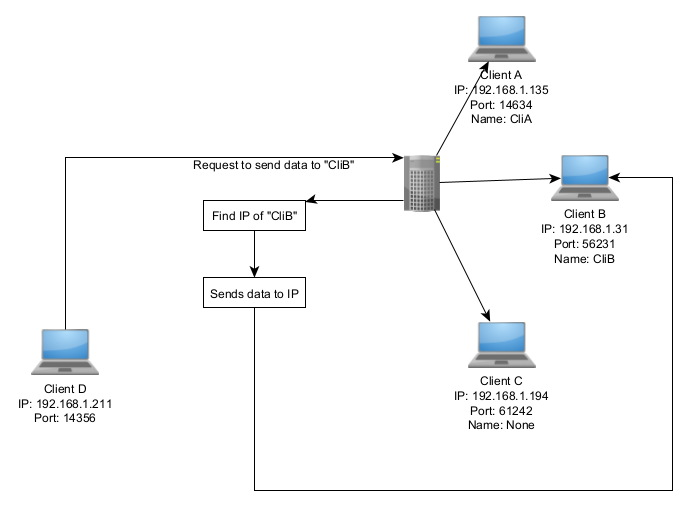 Client A
IP: 192.168.1.135
Port: 14634
Name: CliA
Request to send data to "CliB"
Find IP of "CliB"
Client B
IP: 192.168.1.31
Port: 56231
Name: CliB
Sends data to IP
Client D
IP: 192.168.1.211
Port: 14356
Client C
IP: 192.168.1.194
Port: 61242
Name: None